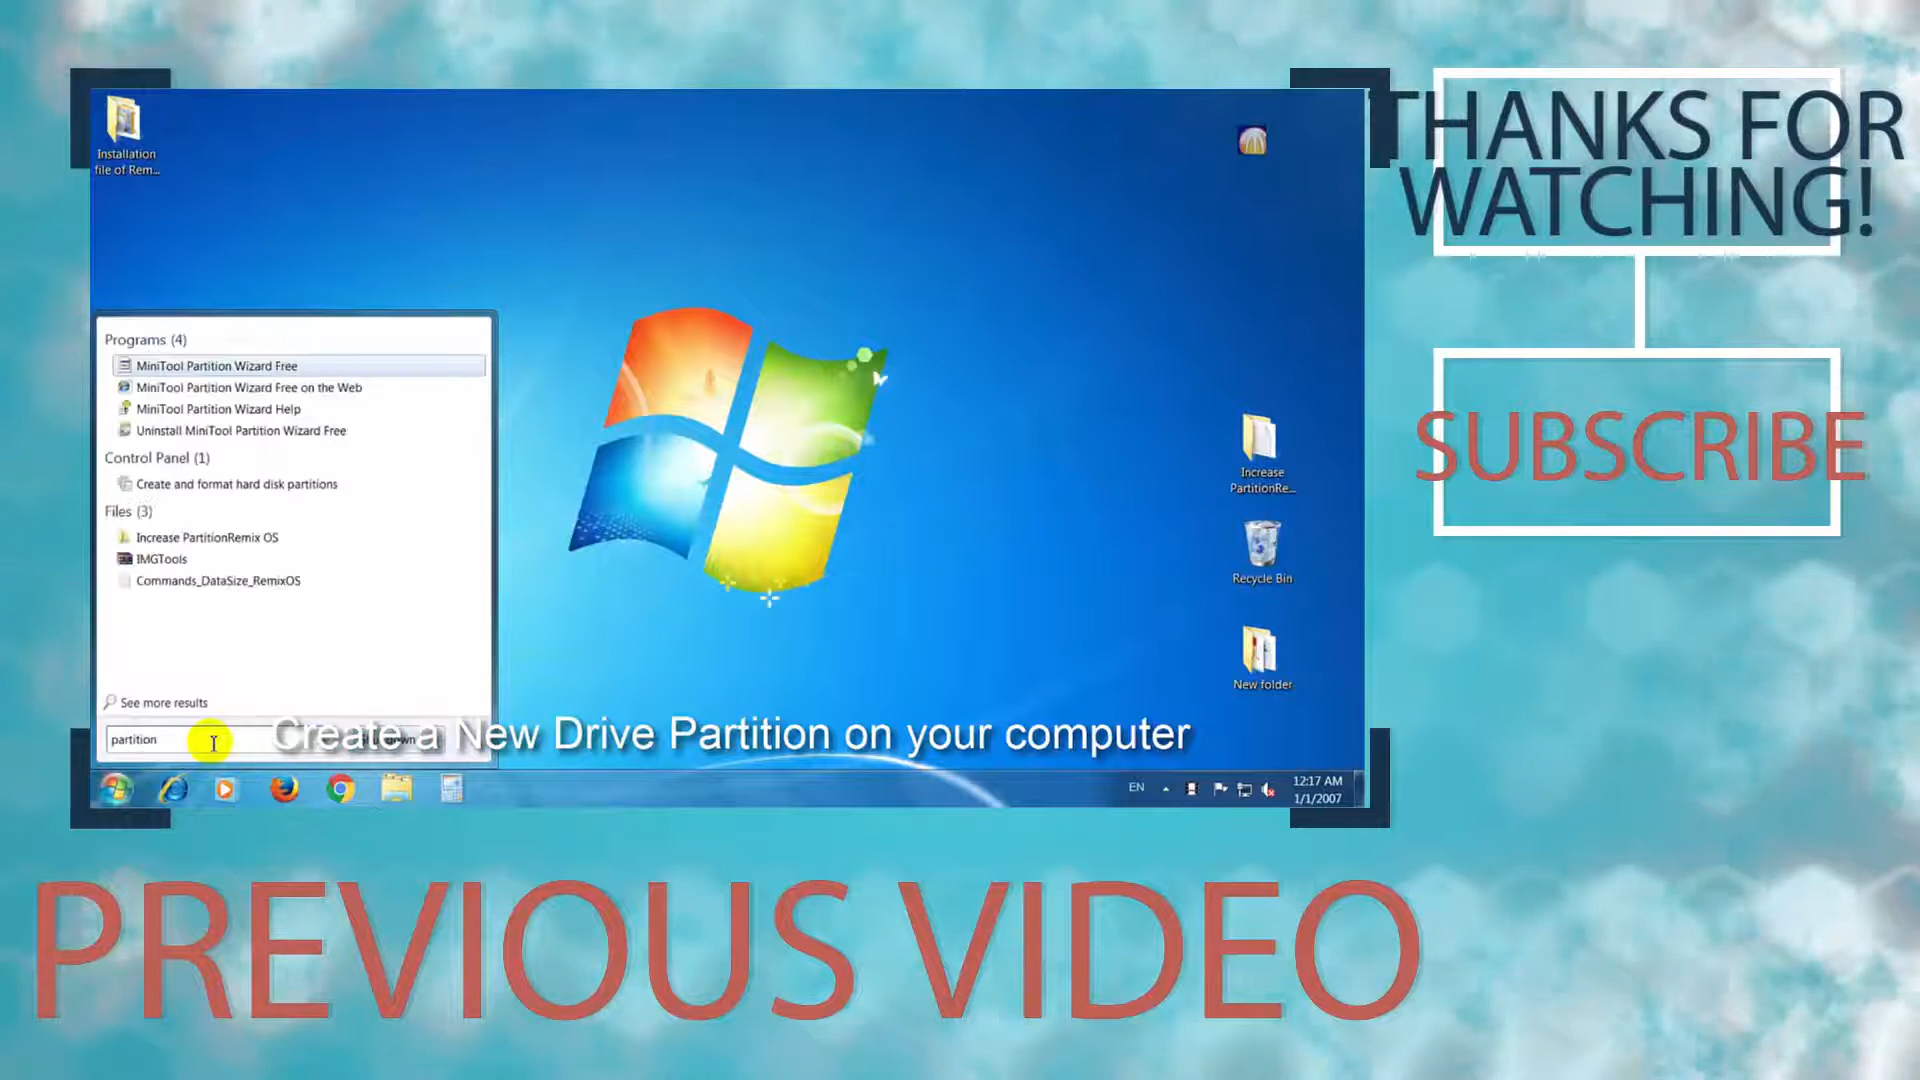 Installation
file of Rem...
THANKS FOR
WATCHING!
Programs (4)
MiniTool Partition Wizard Free
MiniTool Partition Wizard Free on the Web
MiniTool Partition Wizard Help
Uninstall MiniTool Partition Wizard Free
Control Panel (1)
Create and format hard disk partitions
Files (3)
Increase PartitionRemix OS
IMGTools
Commands_DataSize_RemixOS
See more results
partition
Create a New Drive Partition on your computer
SUBSCRIBE
Increase
PartitionRe...
Recycle Bin
New folder
EN
12:17 AM
1/1/2007
PREVIOUS VIDEO